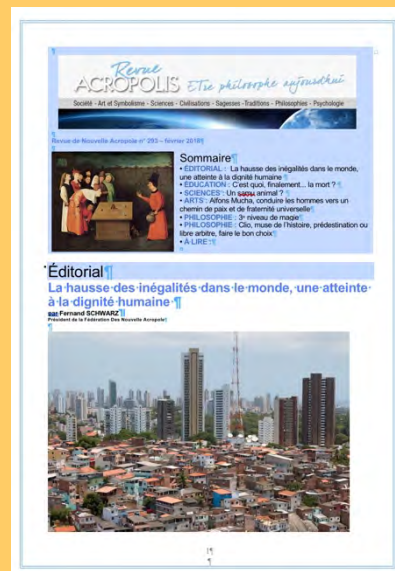 Revue
ACROPOLIS Etre philosophe aujourd'hui
Société - Art et Symbolisme - Sciences - Civilisations - Sagesses - Traditions - Philosophies - Psychologie
Revue de Nouvelle Acropole n° 293 – février 2018¶
Sommaire¶
• EDITORIAL : La hausse des inégalités dans le monde,
une atteinte à la dignité humaine ¶
• ÉDUCATION : C'est quoi, finalement... la mort ? ¶
• SCIENCES : Un animal ? ¶
• ARTS : Alfons Mucha, conduire les hommes vers un
chemin de paix et de fraternité universelle¶
• PHILOSOPHIE : 3e niveau de magie¶
• PHILOSOPHIE : Clio, muse de l'histoire, prédestination ou
libre arbitre, faire le bon choix¶
• A LIRE :¶
Éditorial¶
La·hausse·des·inégalités·dans·le·monde,·une·atteinte·
à·la·dignité·humaine·¶
par Fernand SCHWARZ¶
Président de la Fédération Des Nouvelle Acropole¶